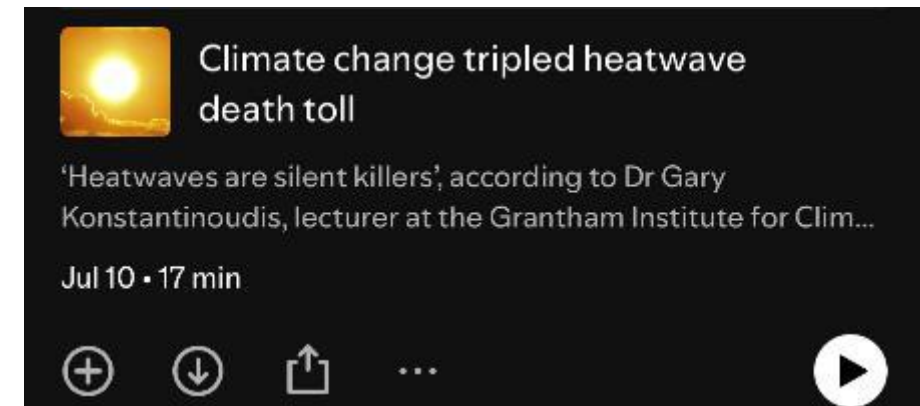 Climate change tripled heatwave
death toll
‘Heatwaves are silent killers’, according to Dr Gary
Konstantinoudis, lecturer at the Grantham Institute for Clim...
Jul 10 • 17 min